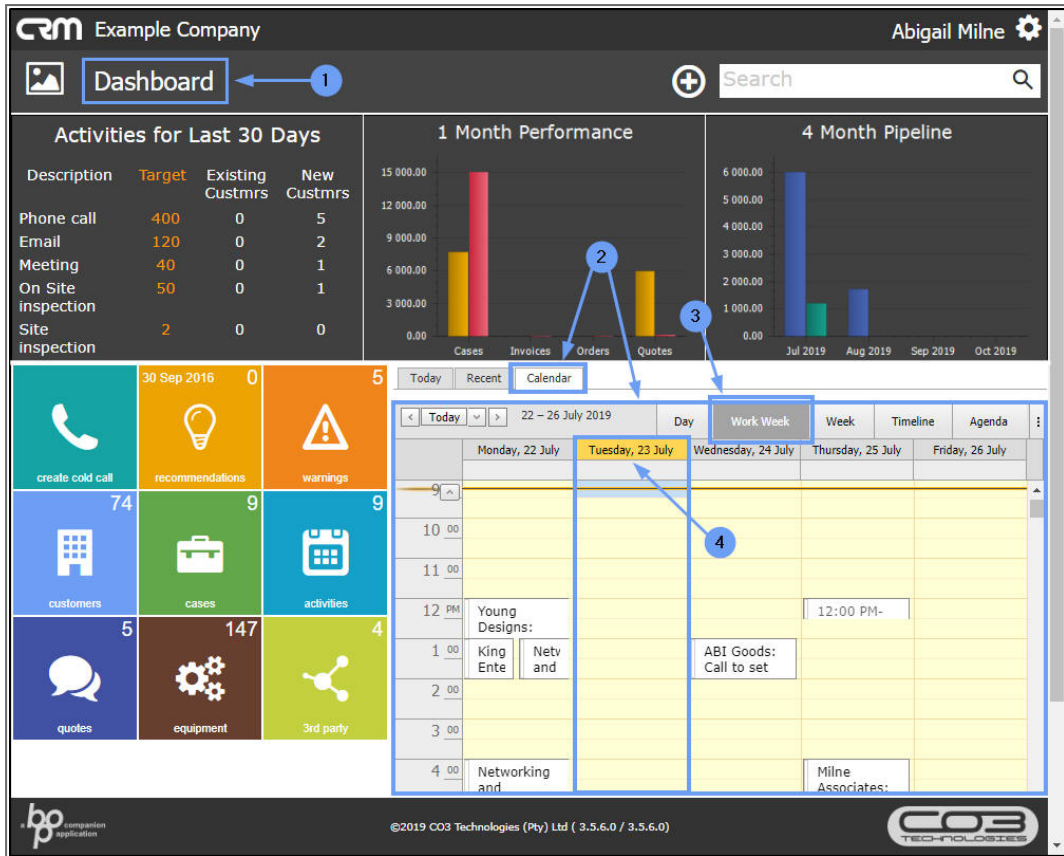 CRM Example Company
Abigail Milne
Dashboard
1
Search
Activities for Last 30 Days
Description Target Existing Custmrs New Custmrs
Phone call 400 0 5
Email 120 0 2
Meeting 40 0 1
On Site inspection 50 0 1
Site inspection 2 0 0
1 Month Performance
15 000.00
12 000.00
9 000.00
6 000.00
3 000.00
0.00
Cases Invoices Orders Quotes
4 Month Pipeline
6 000.00
5 000.00
4 000.00
3 000.00
2 000.00
1 000.00
0.00
Jul 2019 Aug 2019 Sep 2019 Oct 2019
2
3
create cold call
30 Sep 2016 0
recommendations
5
warnings
74
customers
9
cases
9
activities
5
quotes
147
equipment
4
3rd party
Today Recent Calendar
Today 22 – 26 July 2019 Day Work Week Week Timeline Agenda
Monday, 22 July Tuesday, 23 July Wednesday, 24 July Thursday, 25 July Friday, 26 July
9
4
10 00
11 00
12 PM Young Designs: 12:00 PM-
1 00 King Ente Netw and ABI Goods: Call to set
2 00
3 00
4 00 Networking and Milne Associates:
a bpo companion application
©2019 CO3 Technologies (Pty) Ltd ( 3.5.6.0 / 3.5.6.0)
CO3 TECHNOLOGIES